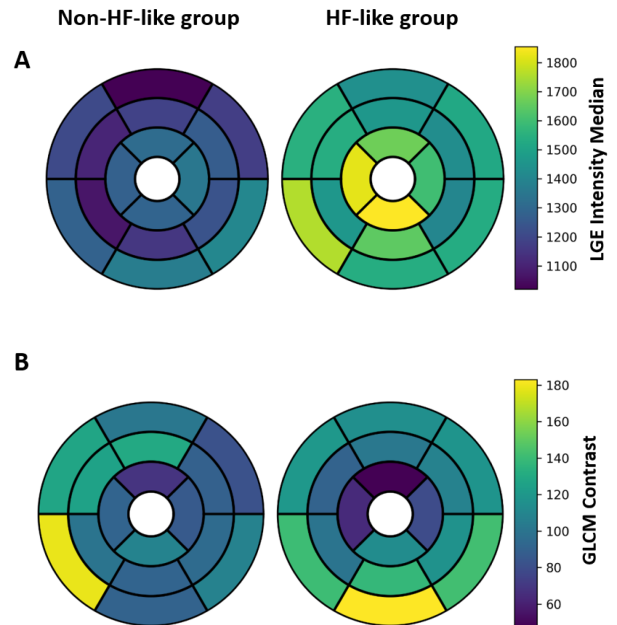 Non-HF-like group
HF-like group
A
1800
1700
1600
1500
1400
1300
1200
1100
LGE Intensity Median
B
180
160
140
120
100
80
60
GLCM Contrast